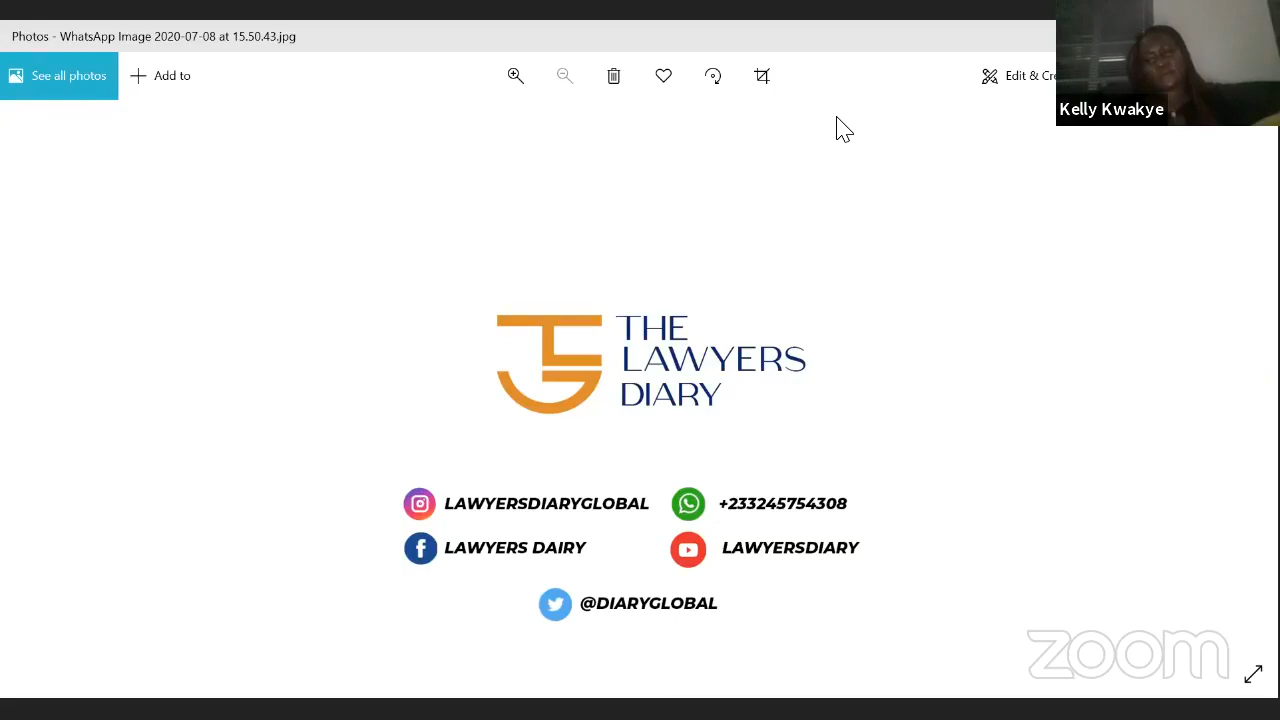 Photos - WhatsApp Image 2020-07-08 at 15.50.43.jpg
See all photos
Add to
Edit & Cre
Kelly Kwakye
THE
LAWYERS
DIARY
LAWYERSDIARYGLOBAL
+233245754308
LAWYERS DAIRY
LAWYERSDIARY
@DIARYGLOBAL
zoom